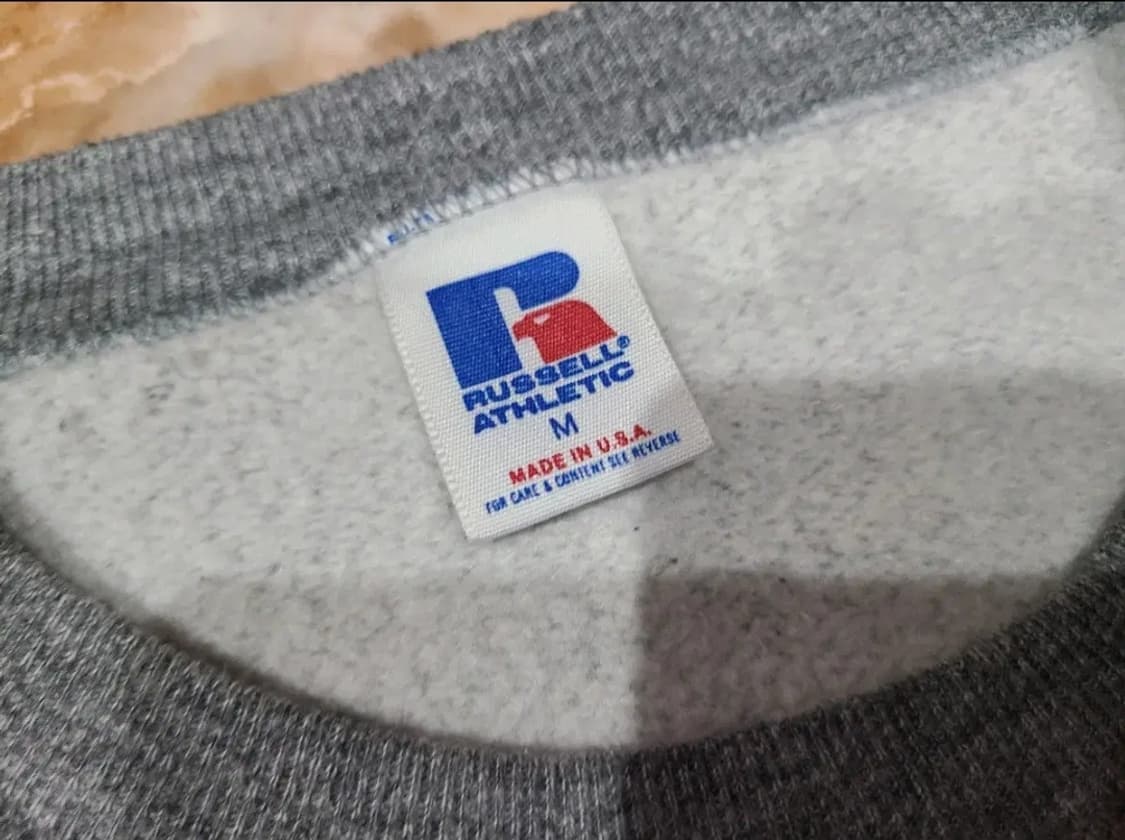 RUSSELL®
ATHLETIC
M
MADE IN U.S.A.
FOR CARE & CONTENT SEE REVERSE